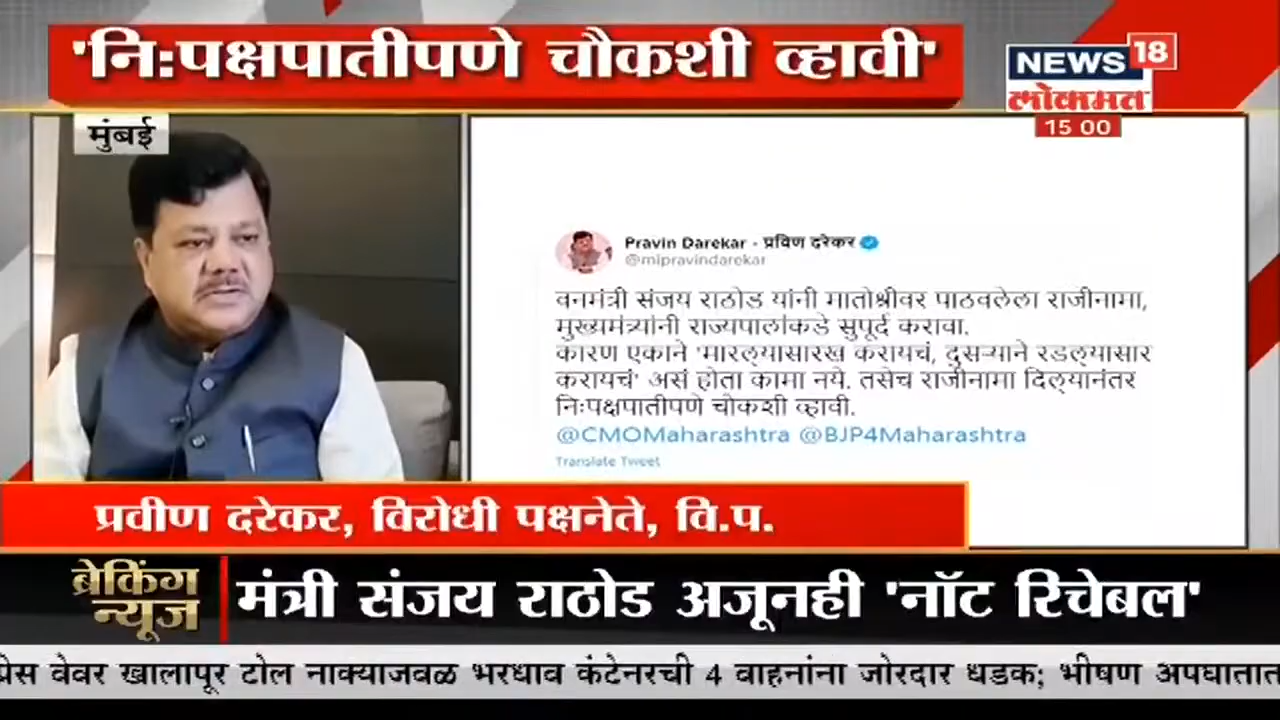 'निःपक्षपातीपणे चौकशी व्हावी'
NEWS 18
लोकमत
15 00
मुंबई
Pravin Darekar - प्रविण दरेकर
@mipravindarekar
वनमंत्री संजय राठोड यांनी मातोश्रीवर पाठवलेला राजीनामा,
मुख्यमंत्र्यांनी राज्यपालांकडे सुपूर्द करावा.
कारण एकाने 'मारल्यासारख करायचं, दुसऱ्याने रडल्यासार
करायचं' असं होता कामा नये. तसेच राजीनामा दिल्यानंतर
निःपक्षपातीपणे चौकशी व्हावी.
@CMOMaharashtra @BJP4Maharashtra
Translate Tweet
प्रवीण दरेकर, विरोधी पक्षनेते, वि.प.
ब्रेकिंग
न्यूज
मंत्री संजय राठोड अजूनही 'नॉट रिचेबल'
प्रेस वेवर खालापूर टोल नाक्याजवळ भरधाव कंटेनरची 4 वाहनांना जोरदार धडक; भीषण अपघातात